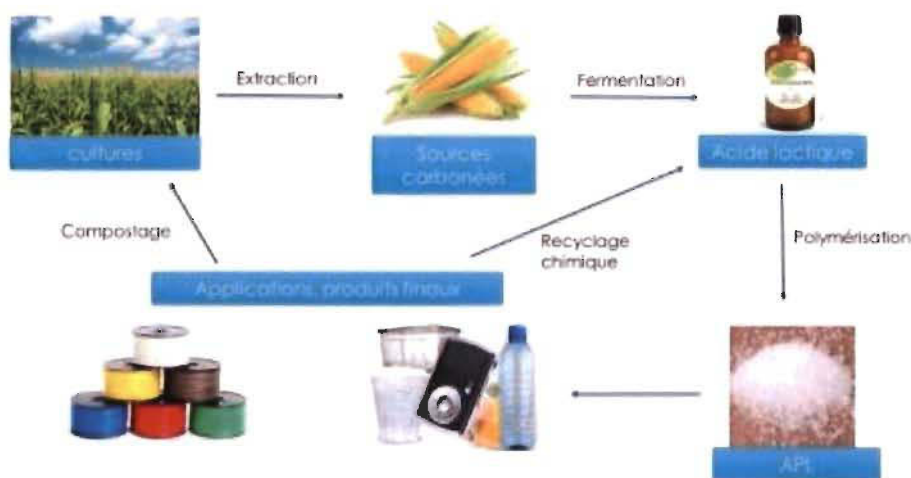 Extraction
Fermentation
cultures
Sources
carbonées
Acide lactique
Compostage
Recyclage
chimique
Polymérisation
Applications, produits finaux
APL